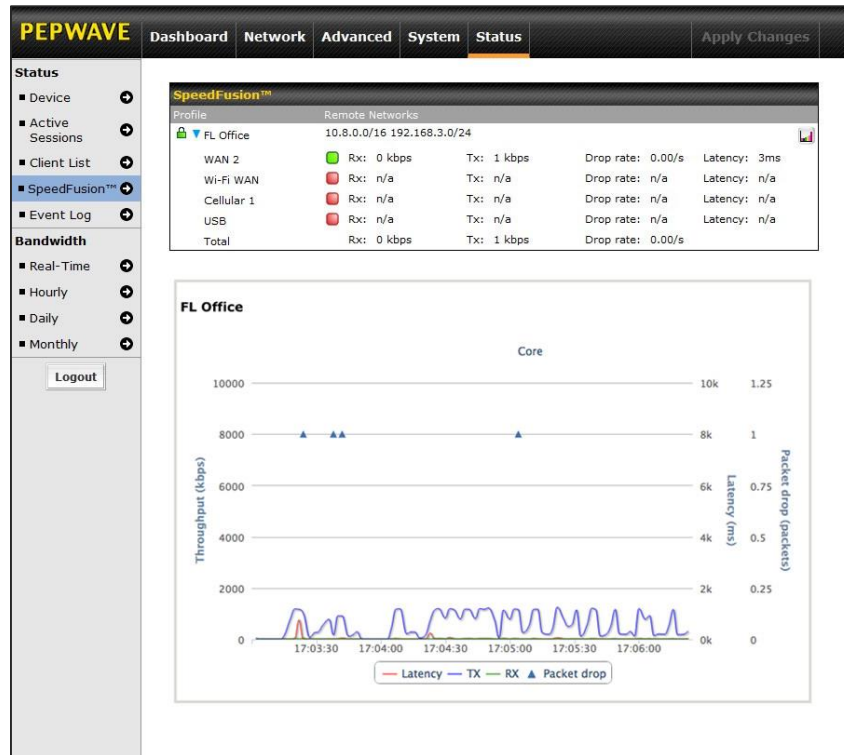 PEPWAVE
Dashboard Network Advanced System Status Apply Changes
Status
Device
Active
Sessions
Client List
SpeedFusion™
Event Log
Bandwidth
Real-Time
Hourly
Daily
Monthly
Logout
SpeedFusion™
Profile Remote Networks
FL Office 10.8.0.0/16 192.168.3.0/24
WAN 2 Rx: 0 kbps Tx: 1 kbps Drop rate: 0.00/s Latency: 3ms
Wi-Fi WAN Rx: n/a Tx: n/a Drop rate: n/a Latency: n/a
Cellular 1 Rx: n/a Tx: n/a Drop rate: n/a Latency: n/a
USB Rx: n/a Tx: n/a Drop rate: n/a Latency: n/a
Total Rx: 0 kbps Tx: 1 kbps Drop rate: 0.00/s
FL Office
Core
10000 10k 1.25
8000 8k 1
6000 6k 0.75
4000 4k 0.5
2000 2k 0.25
0 0k 0
Throughput (kbps)
Latency (ms)
Packet drop (packets)
17:03:30 17:04:00 17:04:30 17:05:00 17:05:30 17:06:00
Latency TX RX Packet drop